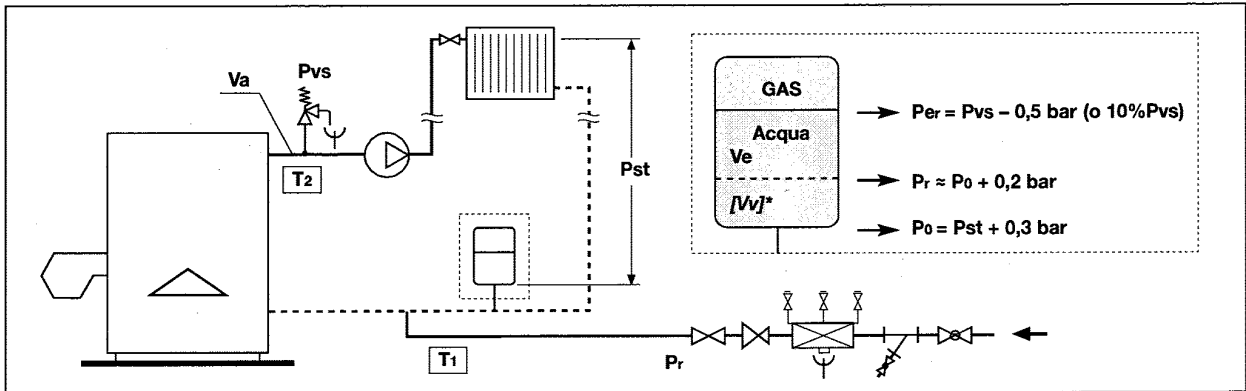 Va
Pvs
T2
Pst
GAS
Acqua
Ve
[Vv]*
Per = Pvs – 0,5 bar (o 10%Pvs)
Pr ≈ P0 + 0,2 bar
P0 = Pst + 0,3 bar
T1
Pr